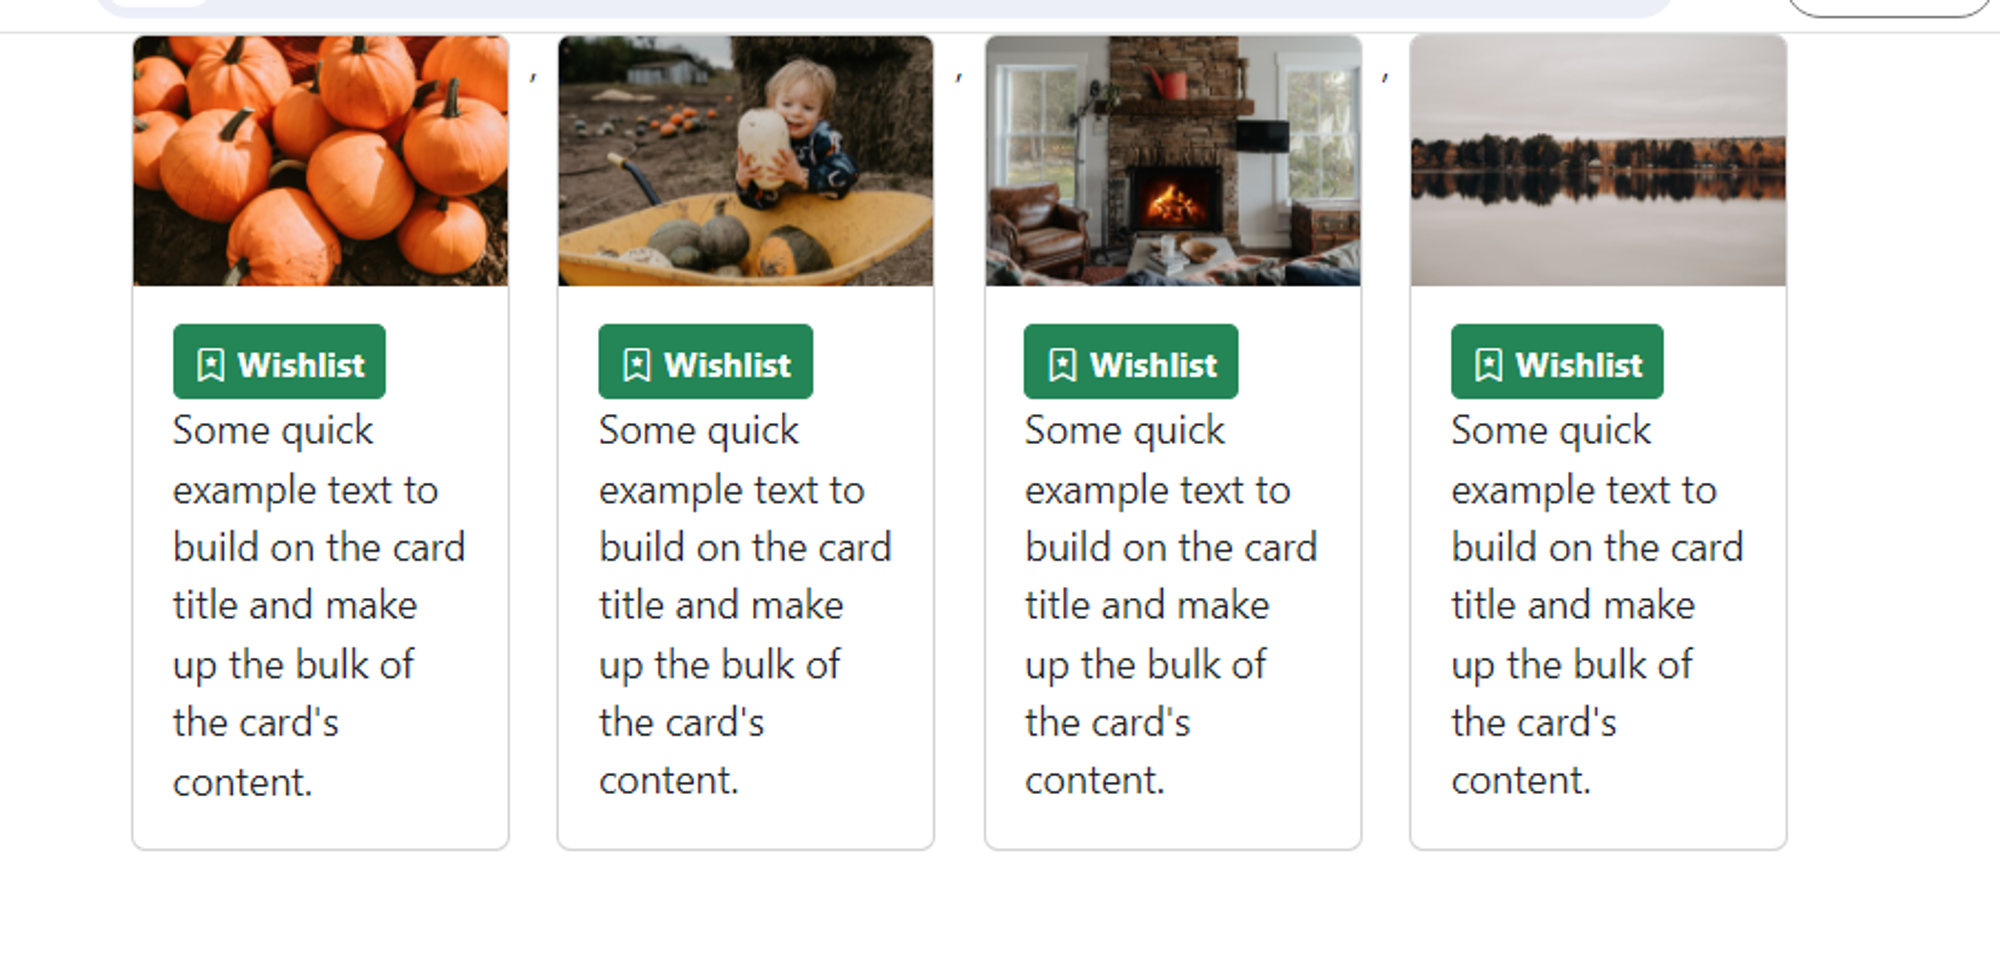 ,
,
,
Wishlist
Some quick
example text to
build on the card
title and make
up the bulk of
the card's
content.
Wishlist
Some quick
example text to
build on the card
title and make
up the bulk of
the card's
content.
Wishlist
Some quick
example text to
build on the card
title and make
up the bulk of
the card's
content.
Wishlist
Some quick
example text to
build on the card
title and make
up the bulk of
the card's
content.